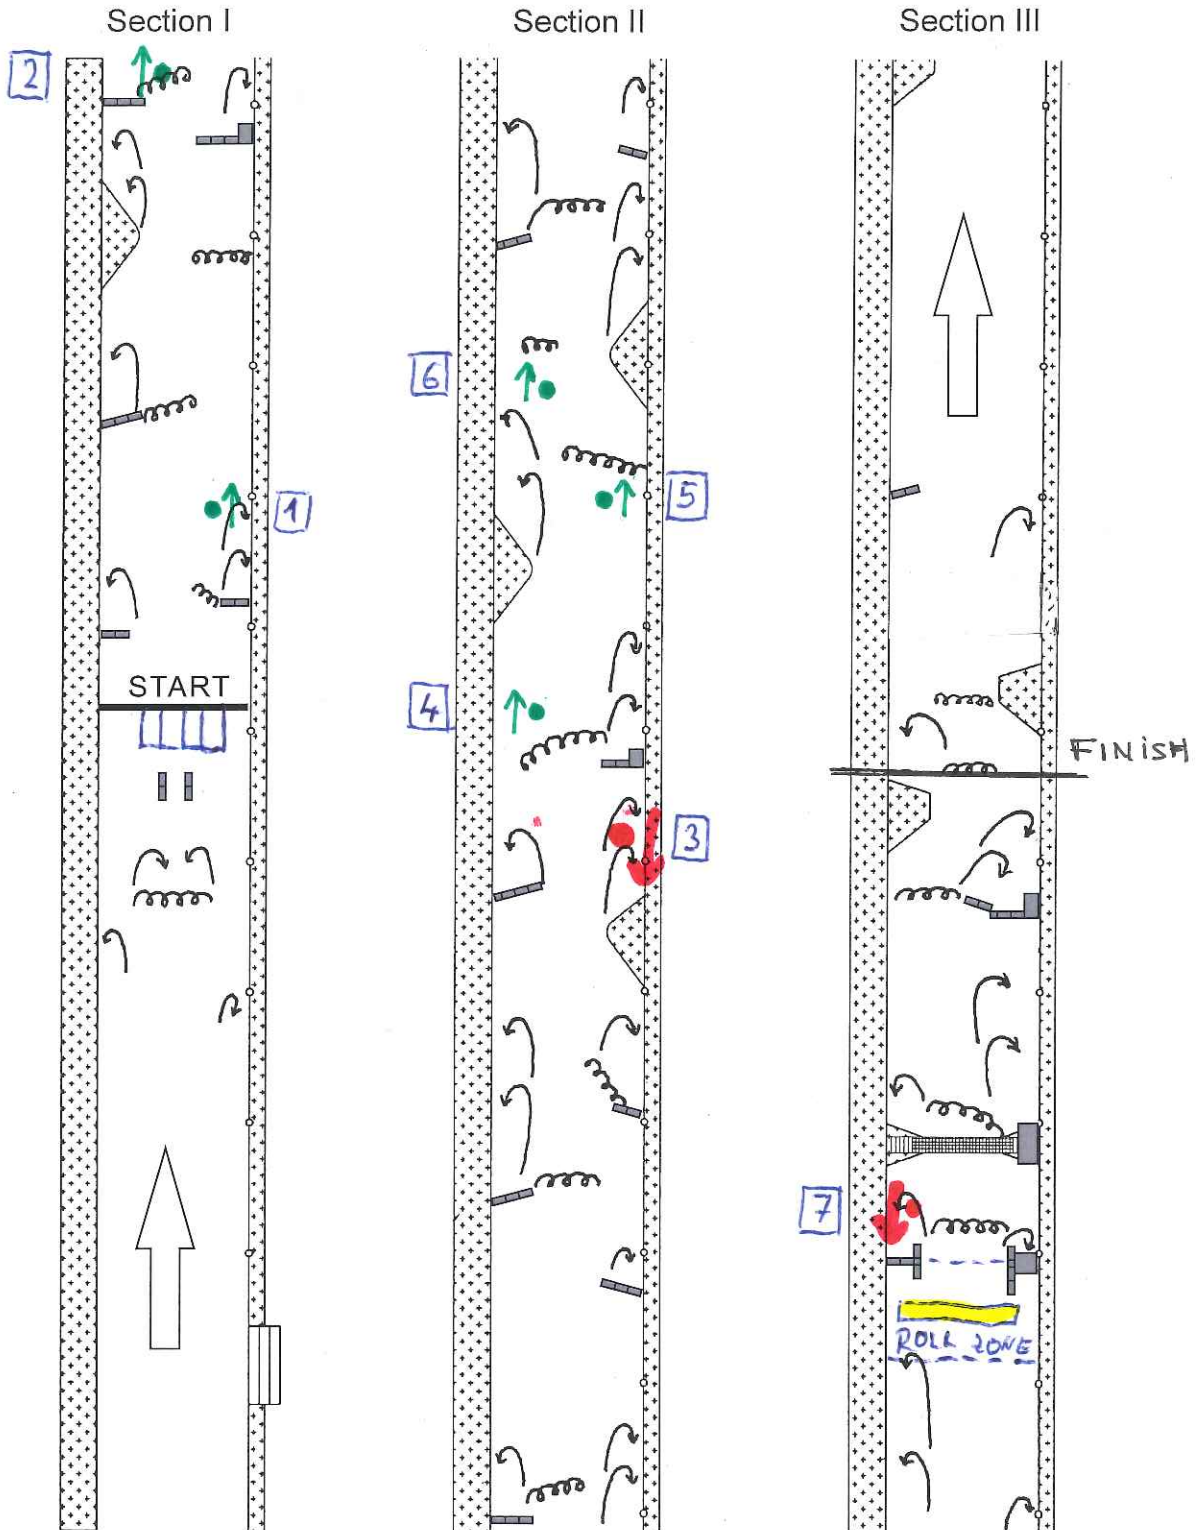 Section I
Section II
Section III
2
6
1
5
START
4
FINISH
3
7
ROLL ZONE